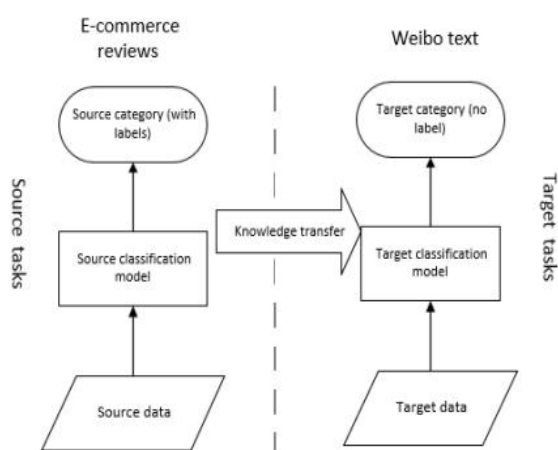 E-commerce
reviews
Weibo text
Source category (with
labels)
Target category (no
label)
Source tasks
Knowledge transfer
Target tasks
Source classification
model
Target classification
model
Source data
Target data